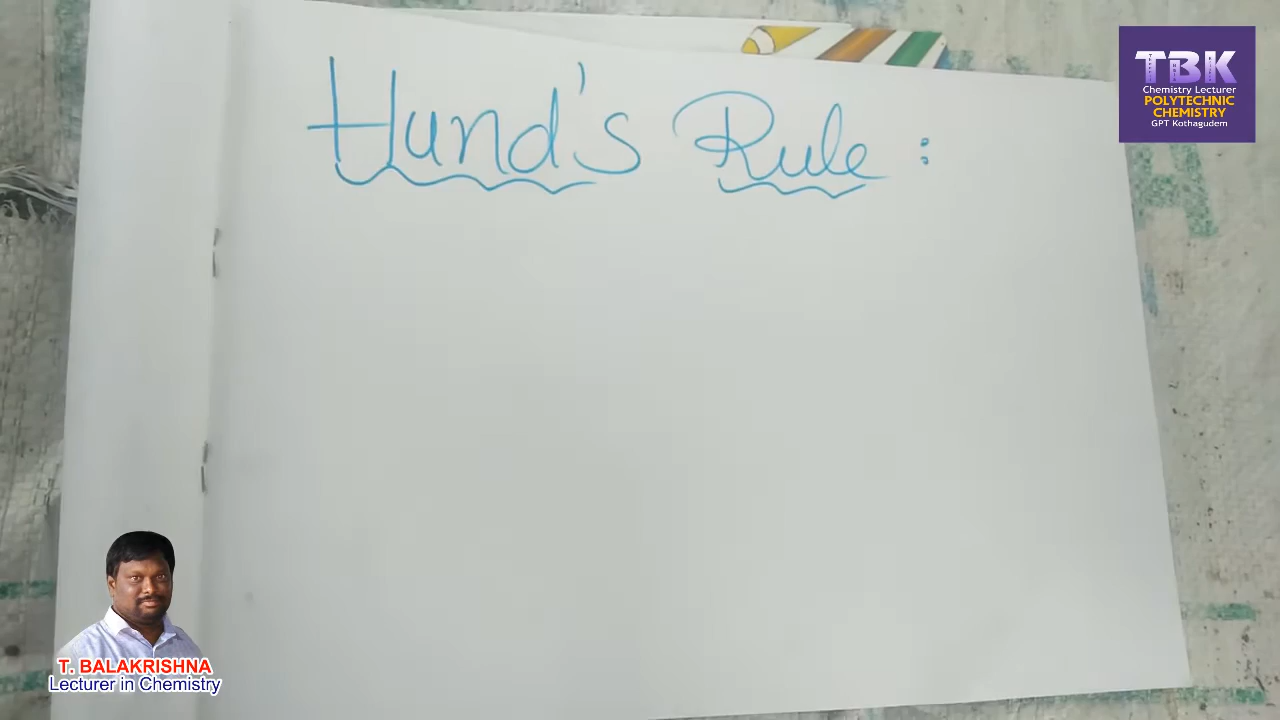 Hund's Rule :
TBK
Chemistry Lecturer
POLYTECHNIC
CHEMISTRY
GPT Kothagudem
T. BALAKRISHNA
Lecturer in Chemistry